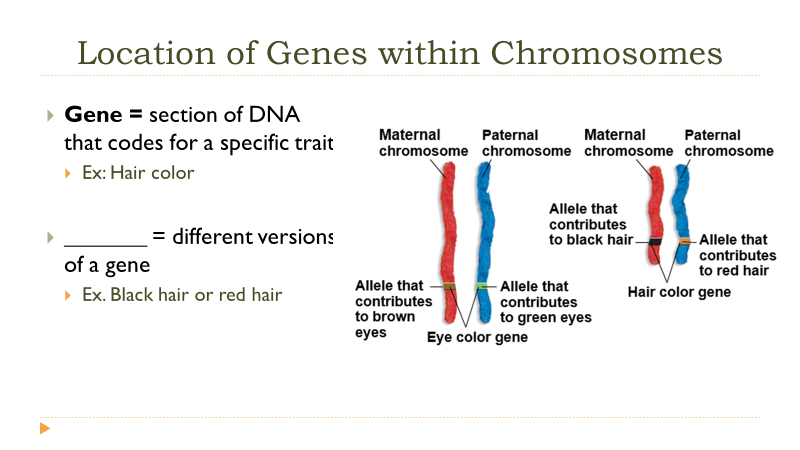 Location of Genes within Chromosomes
Gene = section of DNA
that codes for a specific trait
Ex: Hair color
_______ = different versions
of a gene
Ex. Black hair or red hair
Maternal
chromosome
Paternal
chromosome
Allele that
contributes
to brown
eyes
Allele that
contributes
to green eyes
Eye color gene
Maternal
chromosome
Paternal
chromosome
Allele that
contributes
to black hair
Allele that
contributes
to red hair
Hair color gene